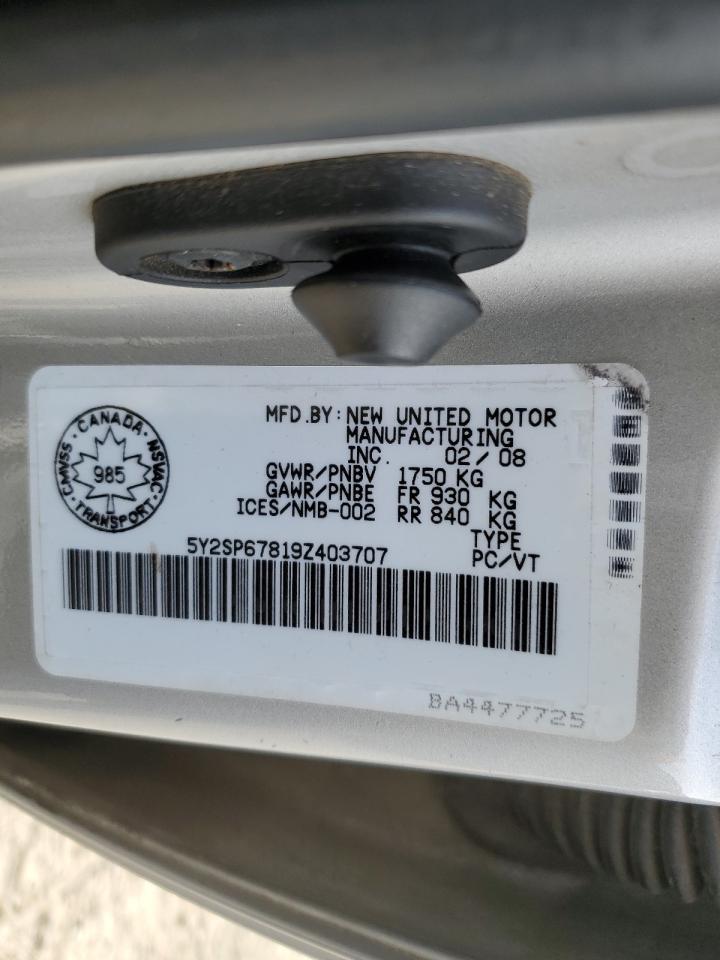 MFD.BY: NEW UNITED MOTOR
MANUFACTURING
INC. 02/08
GVWR/PNBV 1750 KG
GAWR/PNBE FR 930 KG
ICES/NMB-002 RR 840 KG
TYPE
5Y2SP67819Z403707 PC/VT
CANADA
CMVSS · NSVAC
985
TRANSPORT
BA4477725